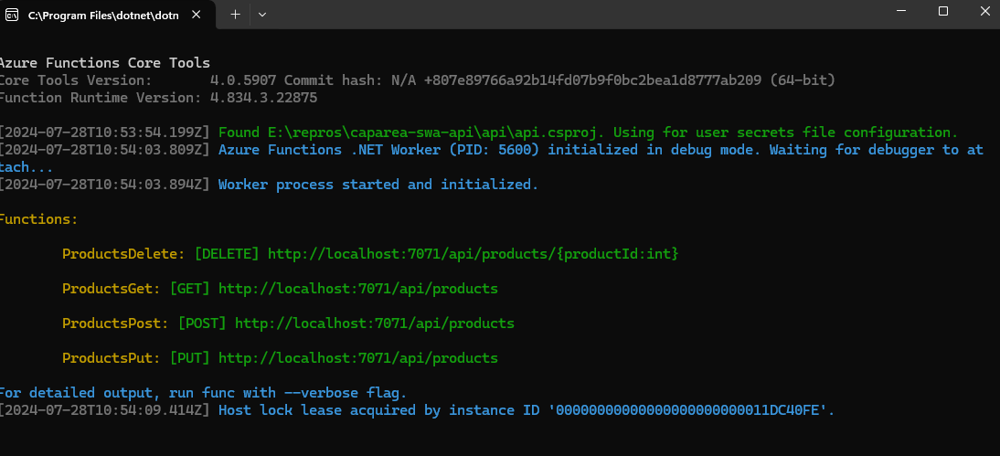 C:\Program Files\dotnet\dotn
Azure Functions Core Tools
Core Tools Version:       4.0.5907 Commit hash: N/A +807e89766a92b14fd07b9f0bc2bea1d8777ab209 (64-bit)
Function Runtime Version: 4.834.3.22875
[2024-07-28T10:53:54.199Z] Found E:\repros\caparea-swa-api\api\api.csproj. Using for user secrets file configuration.
[2024-07-28T10:54:03.809Z] Azure Functions .NET Worker (PID: 5600) initialized in debug mode. Waiting for debugger to at
tach...
[2024-07-28T10:54:03.894Z] Worker process started and initialized.
Functions:
ProductsDelete: [DELETE] http://localhost:7071/api/products/{productId:int}
ProductsGet: [GET] http://localhost:7071/api/products
ProductsPost: [POST] http://localhost:7071/api/products
ProductsPut: [PUT] http://localhost:7071/api/products
For detailed output, run func with --verbose flag.
[2024-07-28T10:54:09.414Z] Host lock lease acquired by instance ID '00000000000000000000000011DC40FE'.